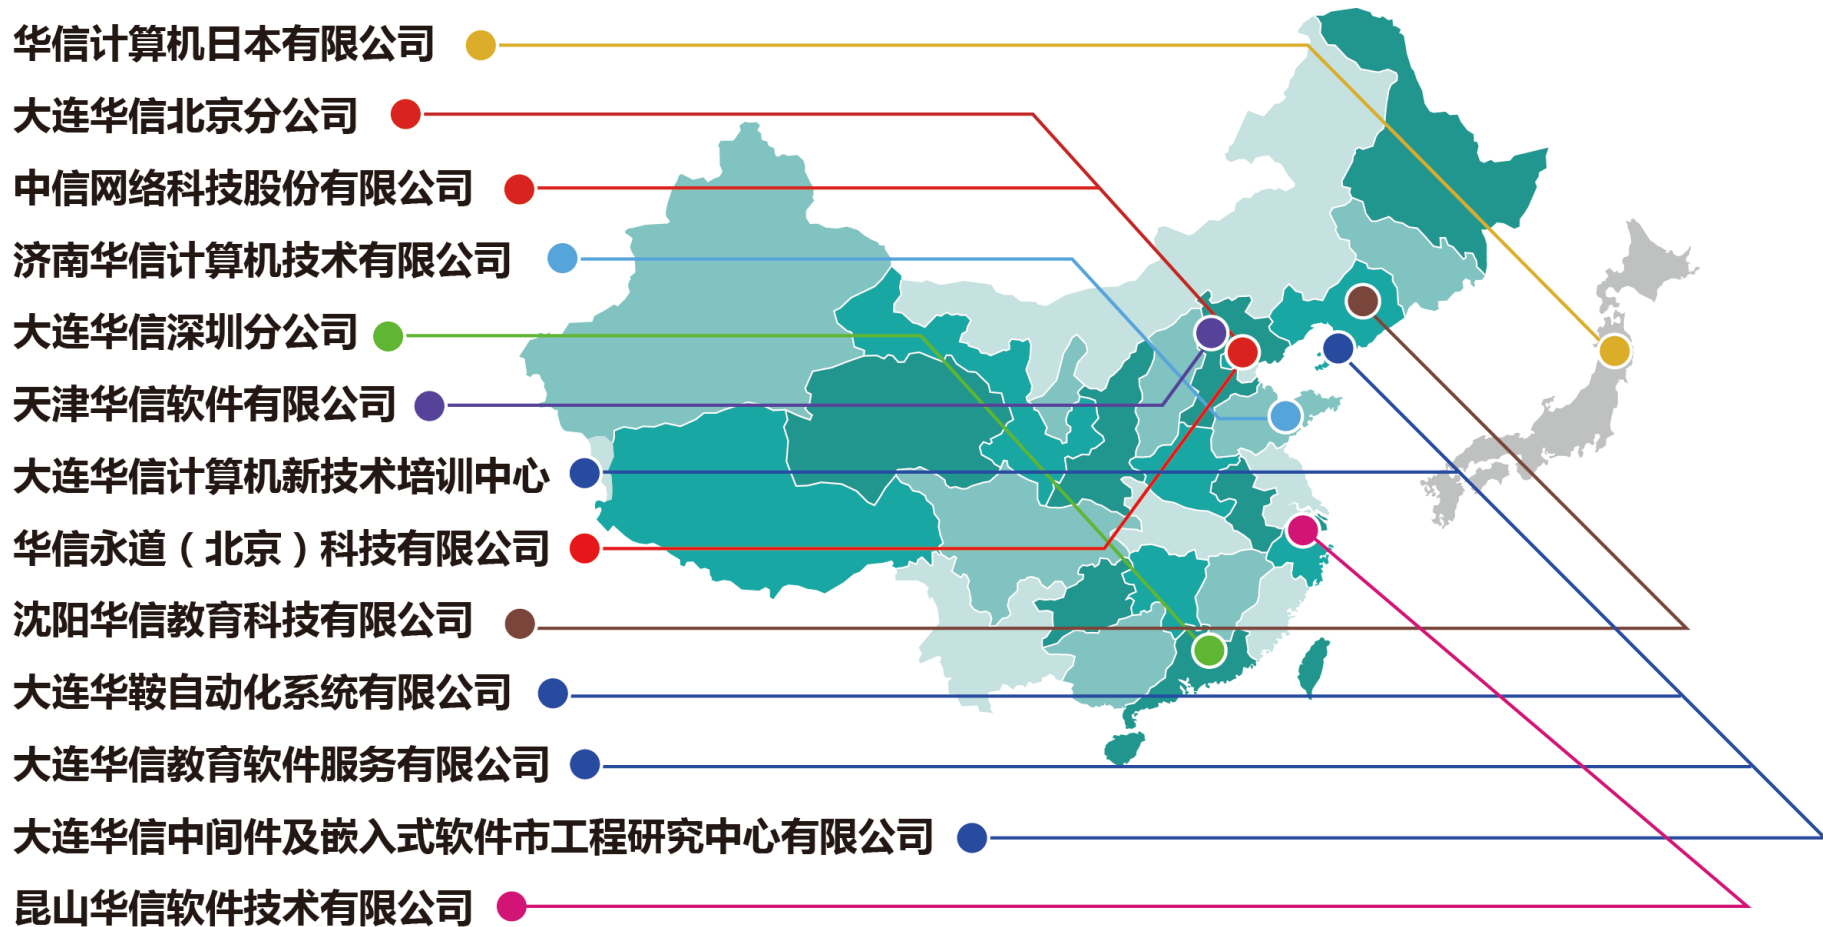 华信计算机日本有限公司
大连华信北京分公司
中信网络科技股份有限公司
济南华信计算机技术有限公司
大连华信深圳分公司
天津华信软件有限公司
大连华信计算机新技术培训中心
华信永道（北京）科技有限公司
沈阳华信教育科技有限公司
大连华鞍自动化系统有限公司
大连华信教育软件服务有限公司
大连华信中间件及嵌入式软件市工程研究中心有限公司
昆山华信软件技术有限公司